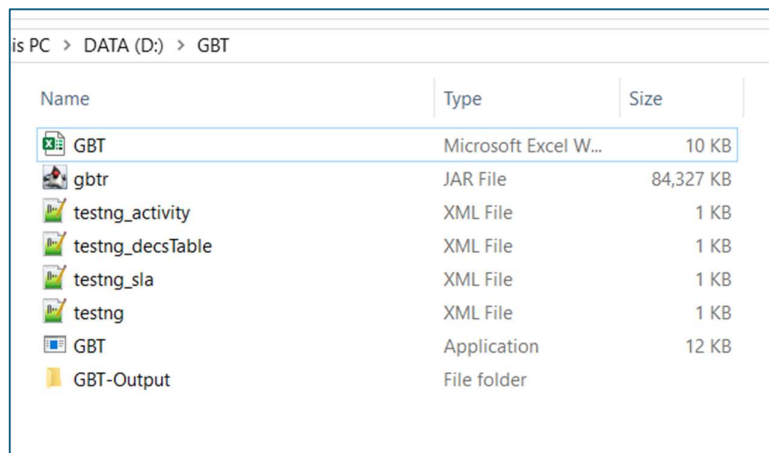 is PC > DATA (D:) > GBT
Name Type Size
GBT Microsoft Excel W... 10 KB
gbtr JAR File 84,327 KB
testng_activity XML File 1 KB
testng_decsTable XML File 1 KB
testng_sla XML File 1 KB
testng XML File 1 KB
GBT Application 12 KB
GBT-Output File folder